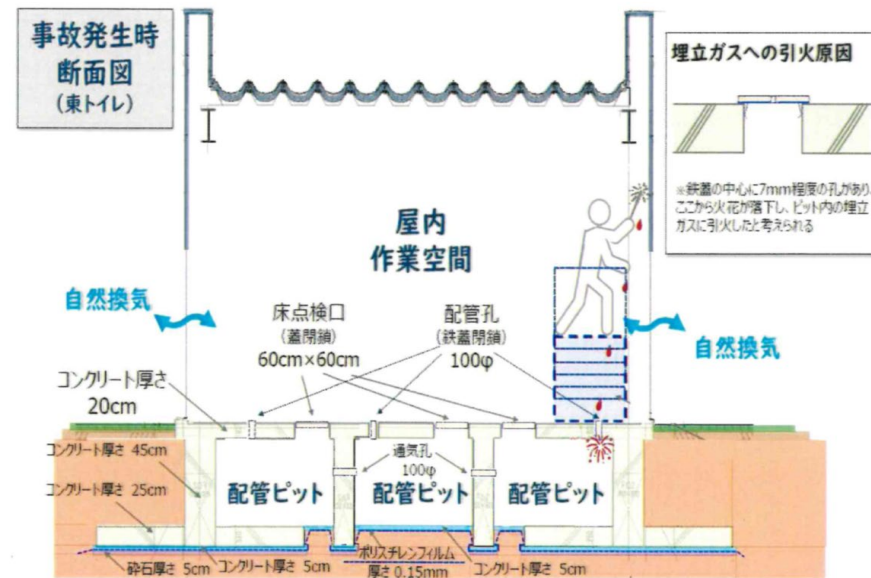 事故発生時
断面図
(東トイレ)
埋立ガスへの引火原因
※鉄蓋の中心に7mm程度の孔があり、
ここから火花が落下し、ピット内の埋立
ガスに引火したと考えられる
屋内
作業空間
自然換気
自然換気
床点検口
(蓋閉鎖)
60cm×60cm
配管孔
(鉄蓋閉鎖)
100φ
コンクリート厚さ
20cm
コンクリート厚さ 45cm
コンクリート厚さ 25cm
通気孔
100φ
配管ピット
配管ピット
配管ピット
砕石厚さ 5cm
コンクリート厚さ 5cm
ポリスチレンフィルム
厚さ 0.15mm
コンクリート厚さ 5cm